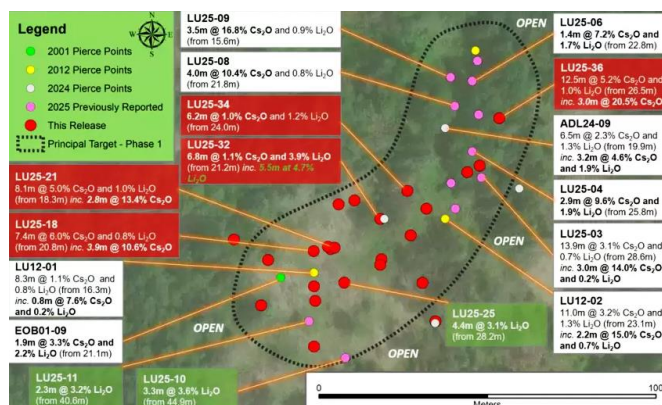 Legend
2001 Pierce Points
2012 Pierce Points
2024 Pierce Points
2025 Previously Reported
This Release
Principal Target - Phase 1
N
W
E
S
LU25-09
3.5m @ 16.8% Cs₂O and 0.9% Li₂O
(from 15.6m)
LU25-08
4.0m @ 10.4% Cs₂O and 0.8% Li₂O
(from 21.8m)
LU25-34
6.2m @ 1.0% Cs₂O and 1.2% Li₂O
(from 24.0m)
LU25-32
6.8m @ 1.1% Cs₂O and 3.9% Li₂O
(from 21.2m) inc. 5.5m at 4.7%
Li₂O
LU25-21
8.1m @ 5.0% Cs₂O and 1.0% Li₂O
(from 18.3m) inc. 2.8m @ 13.4% Cs₂O
LU25-18
7.4m @ 6.0% Cs₂O and 0.8% Li₂O
(from 20.8m) inc. 3.9m @ 10.6% Cs₂O
LU12-01
8.3m @ 1.1% Cs₂O and
0.8% Li₂O (from 16.3m)
inc. 0.8m @ 7.6% Cs₂O
and 0.2% Li₂O
EOB01-09
1.9m @ 3.3% Cs₂O and
2.2% Li₂O (from 21.1m)
LU25-11
2.3m @ 3.2% Li₂O
(from 40.6m)
LU25-10
3.3m @ 3.6% Li₂O
(from 44.9m)
LU25-25
4.4m @ 3.1% Li₂O
(from 28.2m)
OPEN
OPEN
OPEN
OPEN
OPEN
LU25-06
1.4m @ 7.2% Cs₂O and
1.7% Li₂O (from 22.8m)
LU25-36
12.5m @ 5.2% Cs₂O and
1.0% Li₂O (from 26.5m)
inc. 3.0m @ 20.5% Cs₂O
ADL24-09
6.5m @ 2.3% Cs₂O and
1.3% Li₂O (from 19.9m)
inc. 3.2m @ 4.6% Cs₂O
and 1.9% Li₂O
LU25-04
2.9m @ 9.6% Cs₂O and
1.9% Li₂O (from 25.8m)
LU25-03
13.9m @ 3.1% Cs₂O and
0.7% Li₂O (from 28.6m)
inc. 3.0m @ 14.0% Cs₂O
and 0.2% Li₂O
LU12-02
11.0m @ 3.2% Cs₂O and
1.3% Li₂O (from 23.1m)
inc. 2.2m @ 15.0% Cs₂O
and 0.7% Li₂O
0
100
Meters